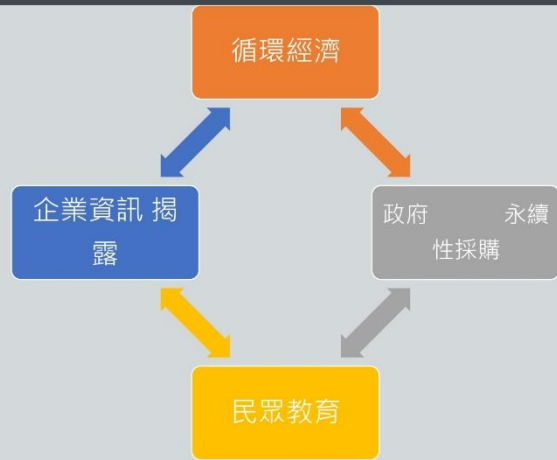 循環經濟
企業資訊 揭
露
政府 永續
性採購
民眾教育